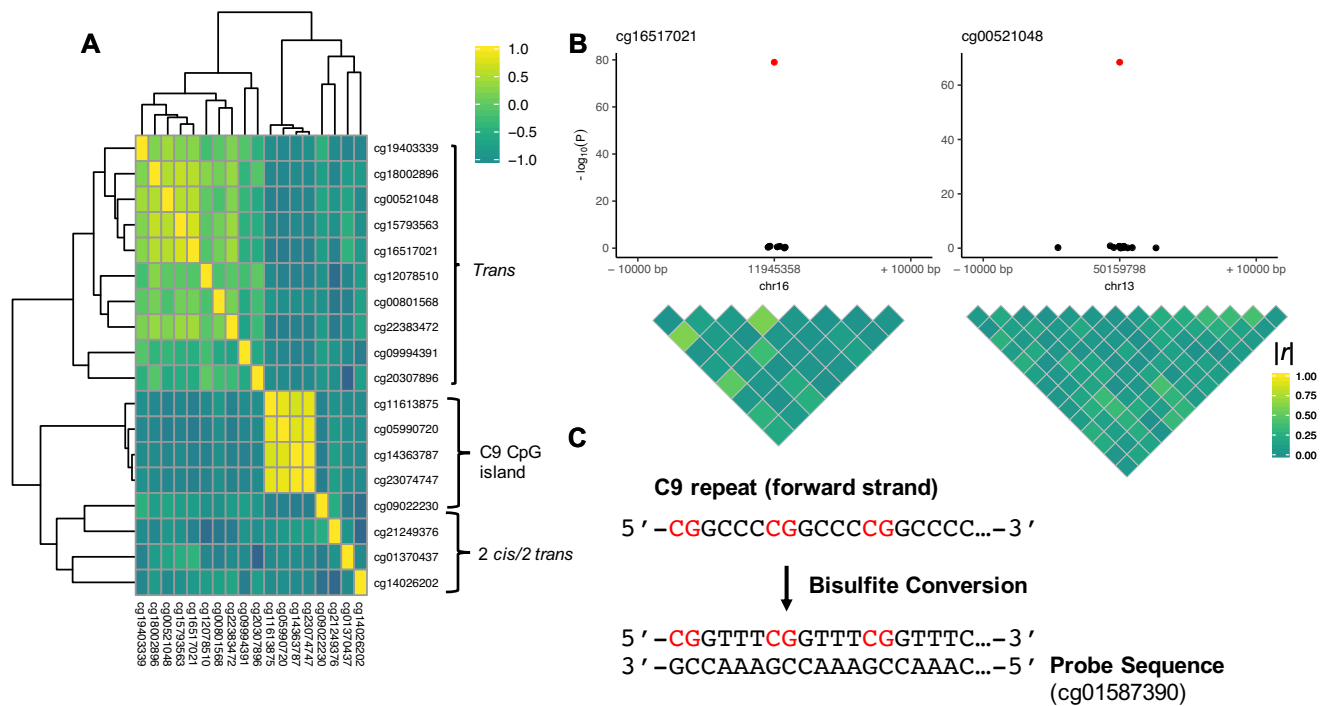 A
1.0
0.5
0.0
−0.5
−1.0
cg19403339
cg18002896
cg00521048
cg15793563
cg16517021
cg12078510
cg00801568
cg22383472
cg09994391
cg20307896
cg11613875
cg05990720
cg14363787
cg23074747
cg09022230
cg21249376
cg01370437
cg14026202
Trans
C9 CpG
island
2 cis/2 trans
cg19403339
cg18002896
cg00521048
cg15793563
cg16517021
cg12078510
cg00801568
cg22383472
cg09994391
cg20307896
cg11613875
cg05990720
cg14363787
cg23074747
cg09022230
cg21249376
cg01370437
cg14026202
B
cg16517021
80
60
40
20
0
- log10(P)
− 10000 bp
11945358
+ 10000 bp
chr16
cg00521048
60
40
20
0
− 10000 bp
50159798
+ 10000 bp
chr13
|r|
1.00
0.75
0.50
0.25
0.00
C
C9 repeat (forward strand)
5′-CGGCCCCGGCCCCGGCCCC…-3′
Bisulfite Conversion
5′-CGGTTTCGGTTTCGGTTTC…-3′
3′-GCCAAAGCCAAAGCCAAAC…-5′
Probe Sequence
(cg01587390)